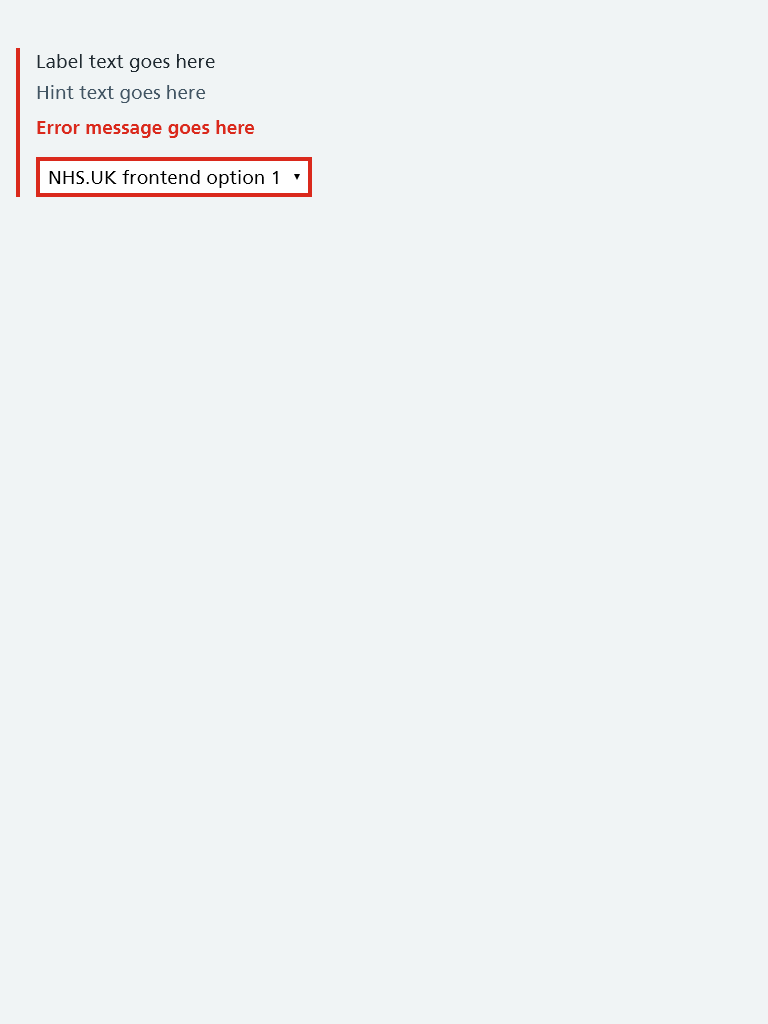 Label text goes here
Hint text goes here
Error message goes here
NHS.UK frontend option 1